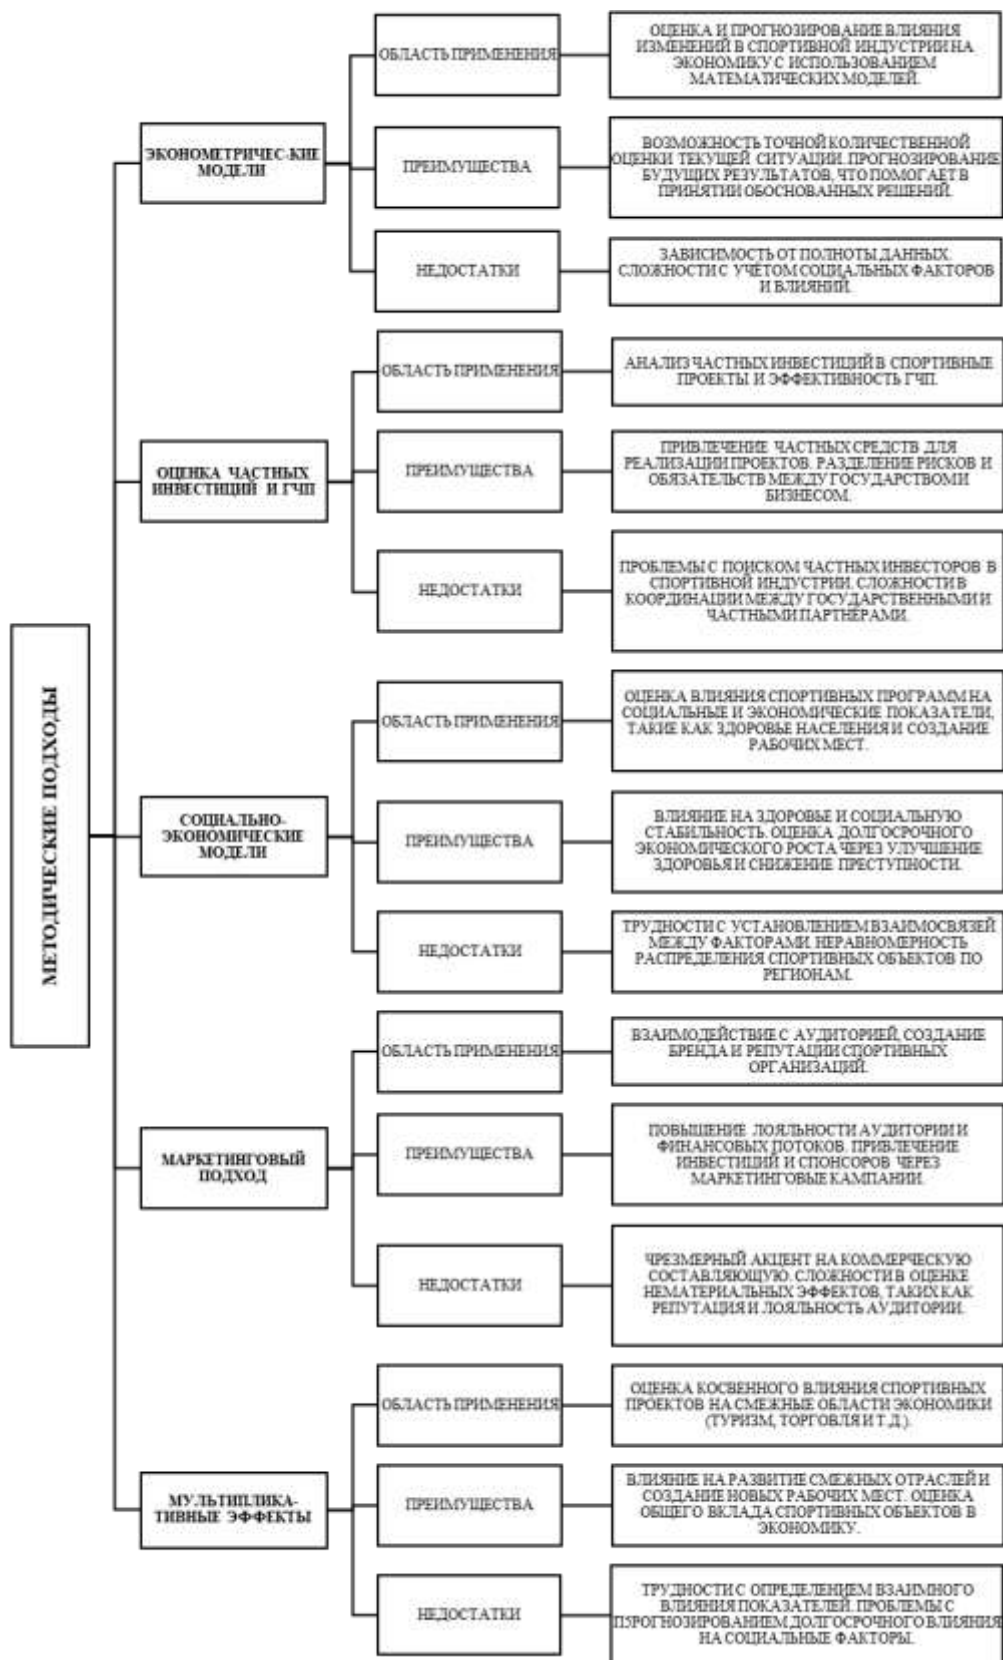 МЕТОДИЧЕСКИЕ ПОДХОДЫ
ЭКОНОМЕТРИЧЕС-КИЕ
МОДЕЛИ
ОБЛАСТЬ ПРИМЕНЕНИЯ
ОЦЕНКА И ПРОГНОЗИРОВАНИЕ ВЛИЯНИЯ
ИЗМЕНЕНИЙ В СПОРТИВНОЙ ИНДУСТРИИ НА
ЭКОНОМИКУ С ИСПОЛЬЗОВАНИЕМ
МАТЕМАТИЧЕСКИХ МОДЕЛЕЙ.
ПРЕИМУЩЕСТВА
ВОЗМОЖНОСТЬ ТОЧНОЙ КОЛИЧЕСТВЕННОЙ
ОЦЕНКИ ТЕКУЩЕЙ СИТУАЦИИ. ПРОГНОЗИРОВАНИЕ
БУДУЩИХ РЕЗУЛЬТАТОВ, ЧТО ПОМОГАЕТ В
ПРИНЯТИИ ОБОСНОВАННЫХ РЕШЕНИЙ.
НЕДОСТАТКИ
ЗАВИСИМОСТЬ ОТ ПОЛНОТЫ ДАННЫХ.
СЛОЖНОСТИ С УЧЁТОМ СОЦИАЛЬНЫХ ФАКТОРОВ
И ВЛИЯНИЙ.
ОЦЕНКА ЧАСТНЫХ
ИНВЕСТИЦИЙ И ГЧП
ОБЛАСТЬ ПРИМЕНЕНИЯ
АНАЛИЗ ЧАСТНЫХ ИНВЕСТИЦИЙ В СПОРТИВНЫЕ
ПРОЕКТЫ И ЭФФЕКТИВНОСТЬ ГЧП.
ПРЕИМУЩЕСТВА
ПРИВЛЕЧЕНИЕ ЧАСТНЫХ СРЕДСТВ ДЛЯ
РЕАЛИЗАЦИИ ПРОЕКТОВ. РАЗДЕЛЕНИЕ РИСКОВ И
ОБЯЗАТЕЛЬСТВ МЕЖДУ ГОСУДАРСТВОМ И
БИЗНЕСОМ.
НЕДОСТАТКИ
ПРОБЛЕМЫ С ПОИСКОМ ЧАСТНЫХ ИНВЕСТОРОВ В
СПОРТИВНОЙ ИНДУСТРИИ. СЛОЖНОСТИ В
КООРДИНАЦИИ МЕЖДУ ГОСУДАРСТВЕННЫМИ И
ЧАСТНЫМИ ПАРТНЁРАМИ.
СОЦИАЛЬНО-
ЭКОНОМИЧЕСКИЕ
МОДЕЛИ
ОБЛАСТЬ ПРИМЕНЕНИЯ
ОЦЕНКА ВЛИЯНИЯ СПОРТИВНЫХ ПРОГРАММ НА
СОЦИАЛЬНЫЕ И ЭКОНОМИЧЕСКИЕ ПОКАЗАТЕЛИ,
ТАКИЕ КАК ЗДОРОВЬЕ НАСЕЛЕНИЯ И СОЗДАНИЕ
РАБОЧИХ МЕСТ.
ПРЕИМУЩЕСТВА
ВЛИЯНИЕ НА ЗДОРОВЬЕ И СОЦИАЛЬНУЮ
СТАБИЛЬНОСТЬ. ОЦЕНКА ДОЛГОСРОЧНОГО
ЭКОНОМИЧЕСКОГО РОСТА ЧЕРЕЗ УЛУЧШЕНИЕ
ЗДОРОВЬЯ И СНИЖЕНИЕ ПРЕСТУПНОСТИ.
НЕДОСТАТКИ
ТРУДНОСТИ С УСТАНОВЛЕНИЕМ ВЗАИМОСВЯЗЕЙ
МЕЖДУ ФАКТОРАМИ. НЕРАВНОМЕРНОСТЬ
РАСПРЕДЕЛЕНИЯ СПОРТИВНЫХ ОБЪЕКТОВ ПО
РЕГИОНАМ.
МАРКЕТИНГОВЫЙ
ПОДХОД
ОБЛАСТЬ ПРИМЕНЕНИЯ
ВЗАИМОДЕЙСТВИЕ С АУДИТОРИЕЙ, СОЗДАНИЕ
БРЕНДА И РЕПУТАЦИИ СПОРТИВНЫХ
ОРГАНИЗАЦИЙ.
ПРЕИМУЩЕСТВА
ПОВЫШЕНИЕ ЛОЯЛЬНОСТИ АУДИТОРИИ И
ФИНАНСОВЫХ ПОТОКОВ. ПРИВЛЕЧЕНИЕ
ИНВЕСТИЦИЙ И СПОНСОРОВ ЧЕРЕЗ
МАРКЕТИНГОВЫЕ КАМПАНИИ.
НЕДОСТАТКИ
ЧРЕЗМЕРНЫЙ АКЦЕНТ НА КОММЕРЧЕСКУЮ
СОСТАВЛЯЮЩУЮ. СЛОЖНОСТИ В ОЦЕНКЕ
НЕМАТЕРИАЛЬНЫХ ЭФФЕКТОВ, ТАКИХ КАК
РЕПУТАЦИЯ И ЛОЯЛЬНОСТЬ АУДИТОРИИ.
МУЛЬТИПЛИКА-
ТИВНЫЕ ЭФФЕКТЫ
ОБЛАСТЬ ПРИМЕНЕНИЯ
ОЦЕНКА КОСВЕННОГО ВЛИЯНИЯ СПОРТИВНЫХ
ПРОЕКТОВ НА СМЕЖНЫЕ ОБЛАСТИ ЭКОНОМИКИ
(ТУРИЗМ, ТОРГОВЛЯ И Т.Д.).
ПРЕИМУЩЕСТВА
ВЛИЯНИЕ НА РАЗВИТИЕ СМЕЖНЫХ ОТРАСЛЕЙ И
СОЗДАНИЕ НОВЫХ РАБОЧИХ МЕСТ. ОЦЕНКА
ОБЩЕГО ВКЛАДА СПОРТИВНЫХ ОБЪЕКТОВ В
ЭКОНОМИКУ.
НЕДОСТАТКИ
ТРУДНОСТИ С ОПРЕДЕЛЕНИЕМ ВЗАИМНОГО
ВЛИЯНИЯ ПОКАЗАТЕЛЕЙ. ПРОБЛЕМЫ С
ПЗРОГНОЗИРОВАНИЕМ ДОЛГОСРОЧНОГО ВЛИЯНИЯ
НА СОЦИАЛЬНЫЕ ФАКТОРЫ.